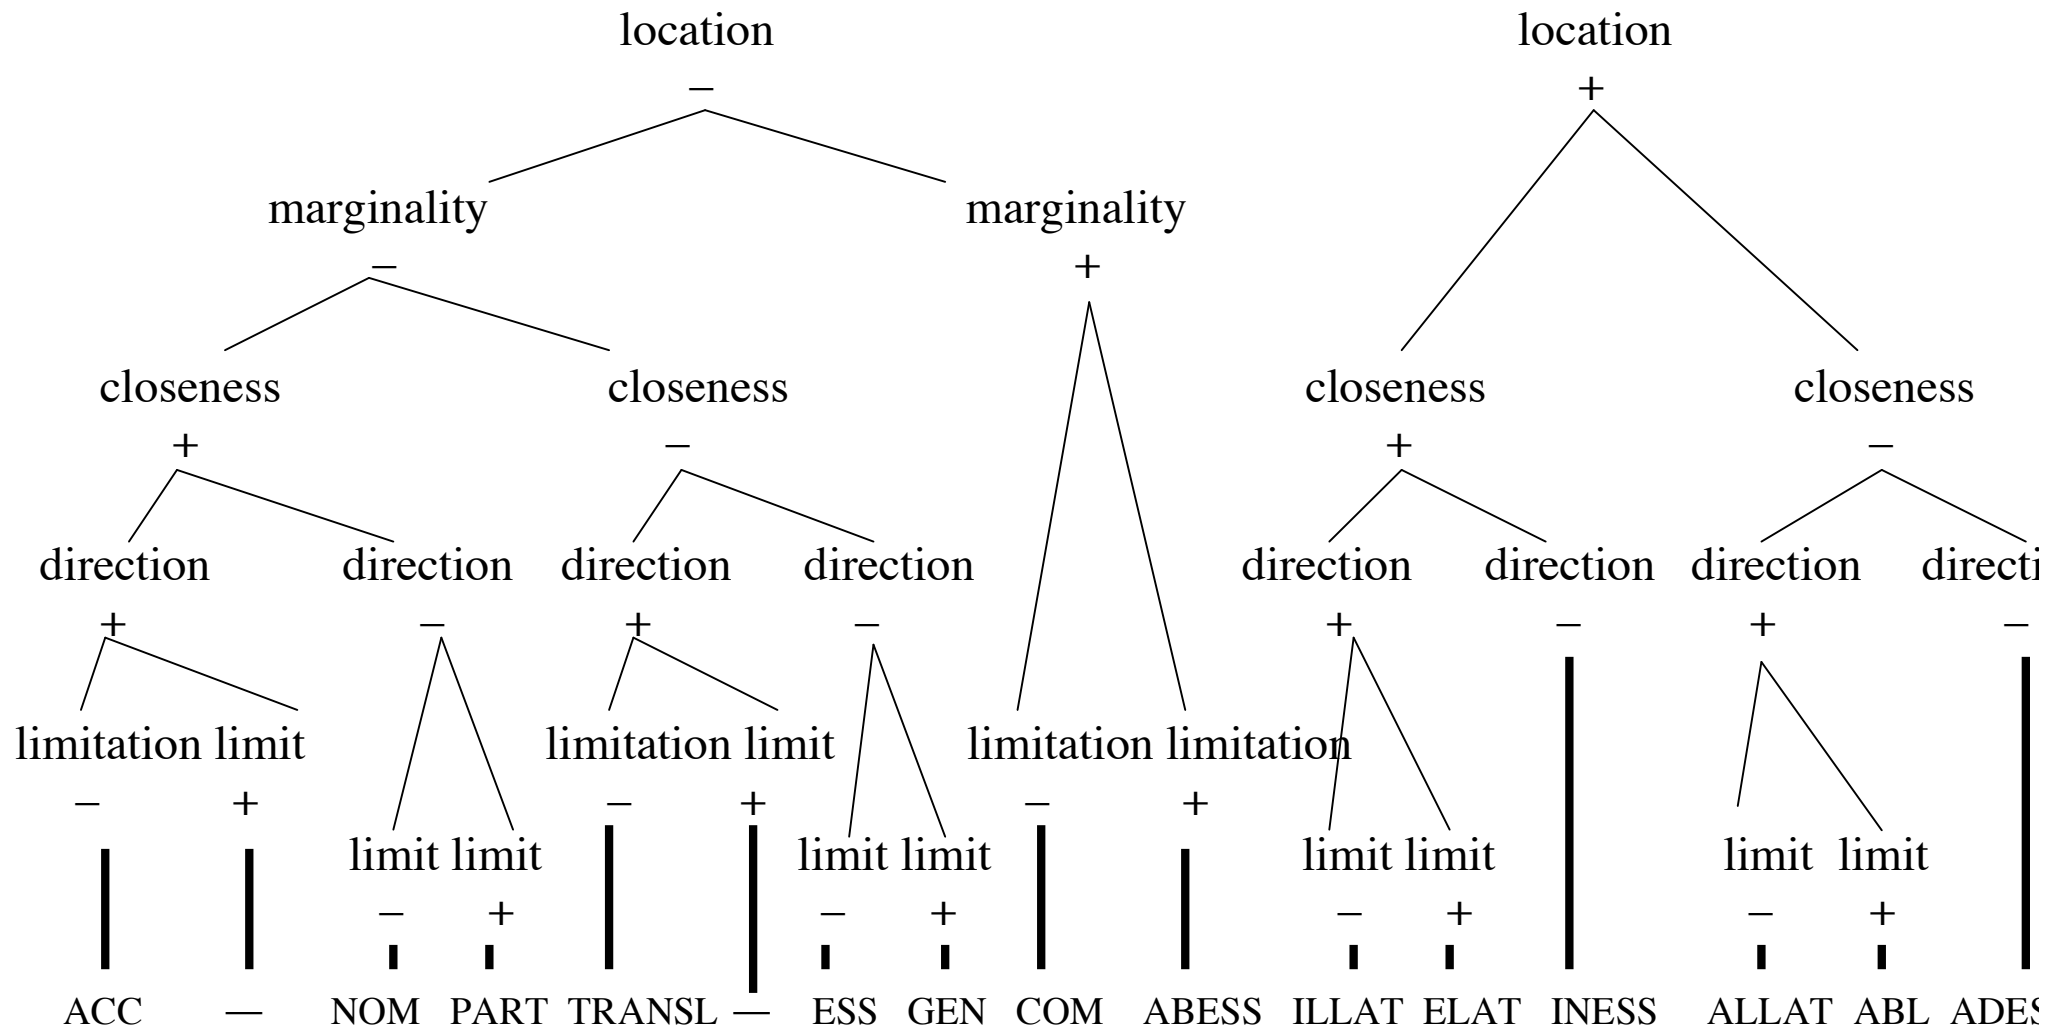 location location
– +
marginality marginality
– +
closeness closeness closeness closeness
+ – + –
direction direction direction direction direction direction direction directi
+ – + – + – + –
limitation limit limitation limit limitation limitation
– + – + – +
limit limit limit limit limit limit limit limit
– + – + – + – +
ACC — NOM PART TRANSL — ESS GEN COM ABESS ILLAT ELAT INESS ALLAT ABL ADES